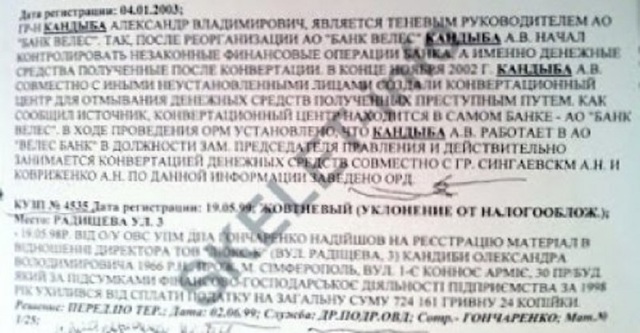 Дата регистрации: 04.01.2003;
ГР-Н КАНДЫБА АЛЕКСАНДР ВЛАДИМИРОВИЧ, ЯВЛЯЕТСЯ ТЕНЕВЫМ РУКОВОДИТЕЛЕМ АО
"БАНК ВЕЛЕС". ТАК, ПОСЛЕ РЕОРГАНИЗАЦИИ АО "БАНК ВЕЛЕС" КАНДЫБА А.В. НАЧАЛ
КОНТРОЛИРОВАТЬ НЕЗАКОННЫЕ ФИНАНСОВЫЕ ОПЕРАЦИИ БАНКА, А ИМЕННО ДЕНЕЖНЫЕ
СРЕДСТВА ПОЛУЧЕННЫЕ ПОСЛЕ КОНВЕРТАЦИИ. В КОНЦЕ НОЯБРЯ 2002 Г. КАНДЫБА А.В.
СОВМЕСТНО С ИНЫМИ НЕУСТАНОВЛЕННЫМИ ЛИЦАМИ СОЗДАЛИ КОНВЕРТАЦИОННЫЙ
ЦЕНТР ДЛЯ ОТМЫВАНИЯ ДЕНЕЖНЫХ СРЕДСТВ ПОЛУЧЕННЫХ ПРЕСТУПНЫМ ПУТЕМ. КАК
СООБЩИЛ ИСТОЧНИК, КОНВЕРТАЦИОННЫЙ ЦЕНТР НАХОДИТСЯ В САМОМ БАНКЕ - АО "БАНК
ВЕЛЕС". В ХОДЕ ПРОВЕДЕНИЯ ОРМ УСТАНОВЛЕНО, ЧТО КАНДЫБА А.В. РАБОТАЕТ В АО
"ВЕЛЕС БАНК" В ДОЛЖНОСТИ ЗАМ. ПРЕДСЕДАТЕЛЯ ПРАВЛЕНИЯ И ДЕЙСТВИТЕЛЬНО
ЗАНИМАЕТСЯ КОНВЕРТАЦИЕЙ ДЕНЕЖНЫХ СРЕДСТВ СОВМЕСТНО С ГР. СИНГАЕВСКМ А.Н. И
КОВРИЖЕНКО А.Н. ПО ДАННОЙ ИНФОРМАЦИИ ЗАВЕДЕНО ОРД.
КУЗП № 4535 Дата регистрации: 19.05.99; ЖОВТНЕВЫЙ (УКЛОНЕНИЕ ОТ НАЛОГООБЛОЖ.);
Место: РАДИЩЕВА УЛ. 3
- 19.05.98Р. ВІД О/У ОВС УПМ ДПА ГОНЧАРЕНКО НАДІЙШОВ НА РЕЄСТРАЦІЮ МАТЕРІАЛ В
ВІДНОШЕННІ ДИРЕКТОРА ТОВ (ВУЛ. РАДІЩЕВА, 3) КАНДИБИ ОЛЕКСАНДРА
ВОЛОДИМИРОВИЧА 1966 Р.Н. М. СІМФЕРОПОЛЬ, ВУЛ. 1-Є КОННОЄ АРМІЄ, 30 ПР-БУД
ЯКИЙ ЗА ПІДСУМКАМИ ФІНАНСОВО-ГОСПОДАРСЬКОЄ ДІЯЛЬНОСТІ ПІДПРИЄМСТВА ЗА 1998
РІК УХИЛИВСЯ ВІД СПЛАТИ ПОДАТКУ НА ЗАГАЛЬНУ СУМУ 724 161 ГРИВНУ 24 КОПІЙКИ.
Решение: ПЕРЕД.ПО ТЕР.; Дата: 02.06.99; Служба: ДР.ПОДР.ОВД; Сотр.- ГОНЧАРЕНКО; Мат.№
1/25;
SKELET